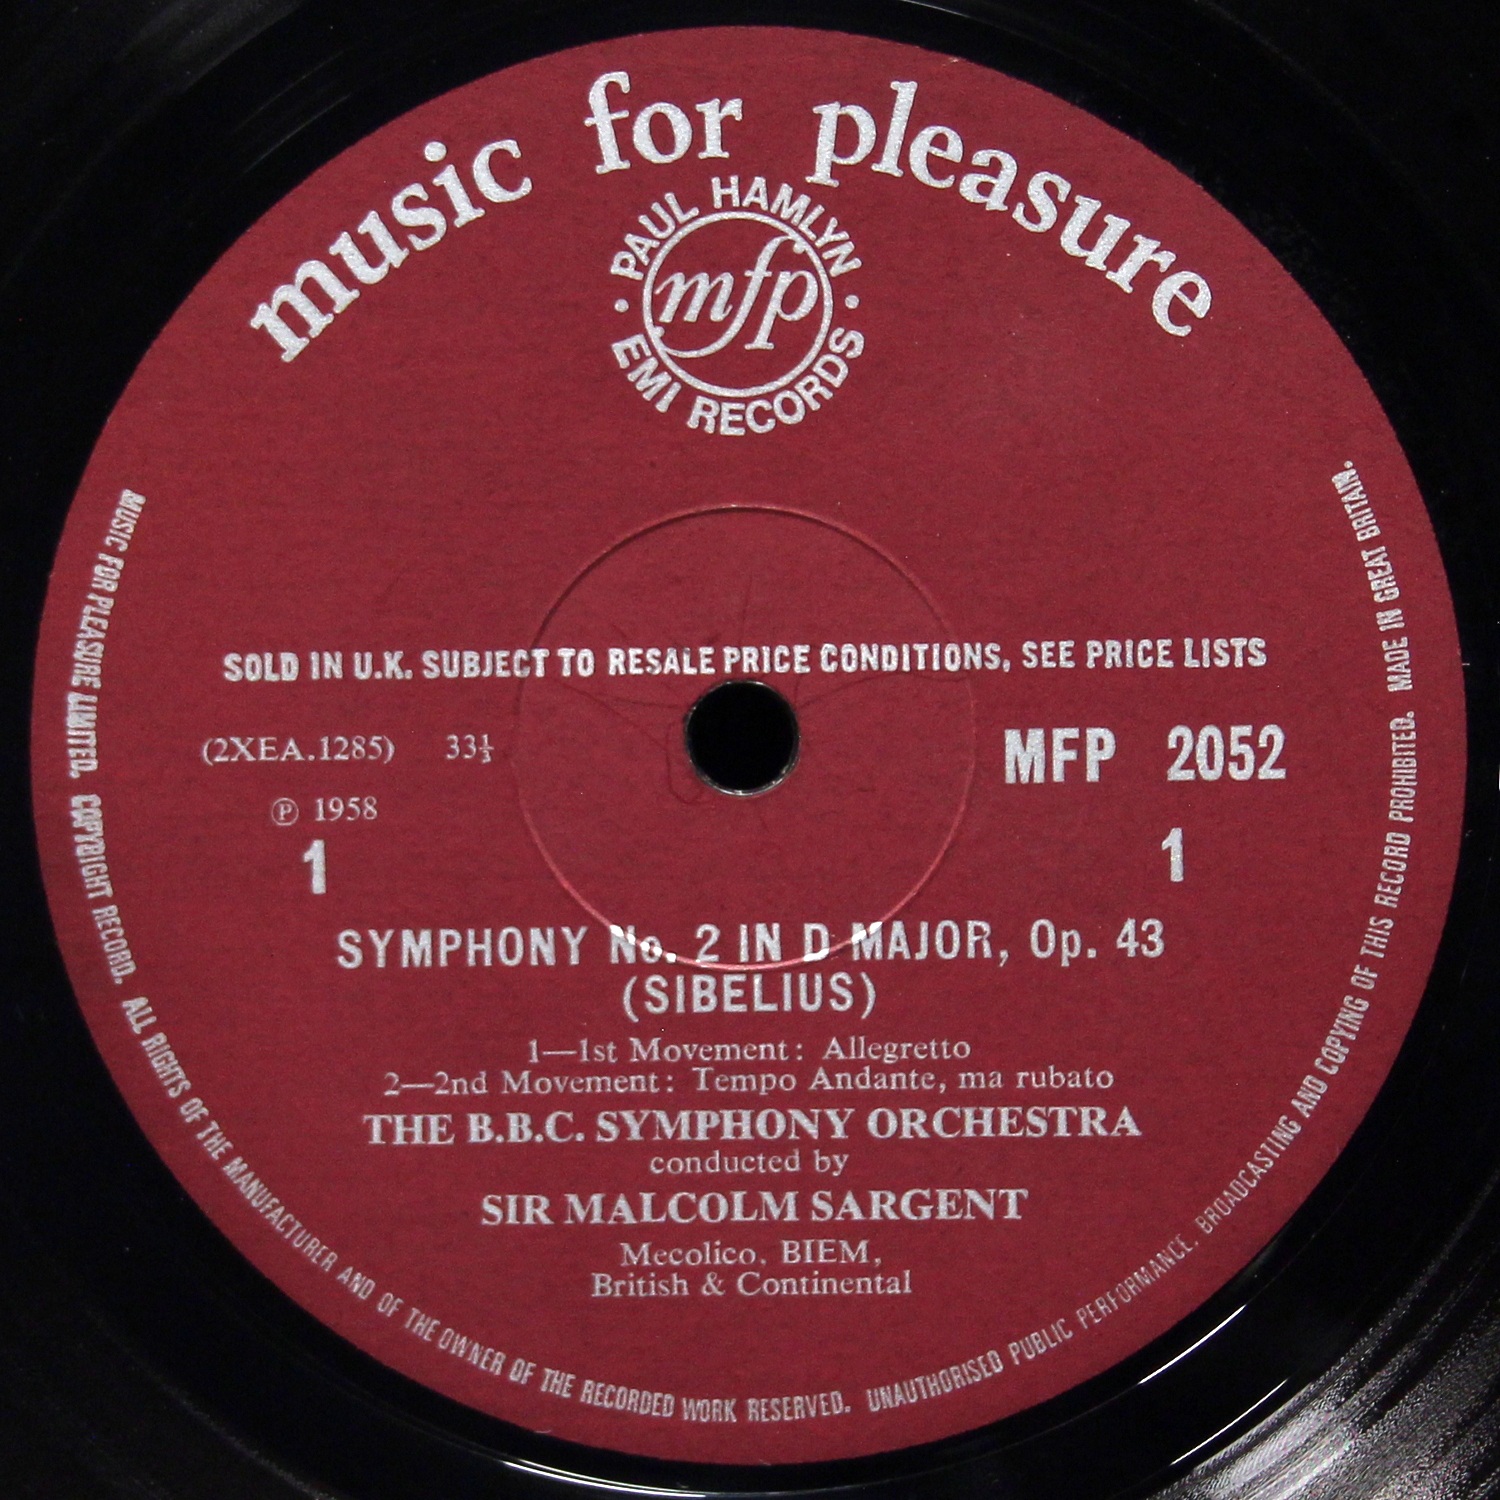 music for pleasure
PAUL HAMLYN
mfp
EMI RECORDS
SOLD IN U.K. SUBJECT TO RESALE PRICE CONDITIONS, SEE PRICE LISTS
(2XEA.1285) 33⅓ MFP 2052
℗ 1958
1 1
SYMPHONY No. 2 IN D MAJOR, Op. 43
(SIBELIUS)
1—1st Movement: Allegretto
2—2nd Movement: Tempo Andante, ma rubato
THE B.B.C. SYMPHONY ORCHESTRA
conducted by
SIR MALCOLM SARGENT
Mecolico, BIEM,
British & Continental
MUSIC FOR PLEASURE LIMITED. COPYRIGHT RECORD. ALL RIGHTS OF THE MANUFACTURER AND OF THE OWNER OF THE RECORDED WORK RESERVED. UNAUTHORISED PUBLIC PERFORMANCE, BROADCASTING AND COPYING OF THIS RECORD PROHIBITED. MADE IN GREAT BRITAIN.